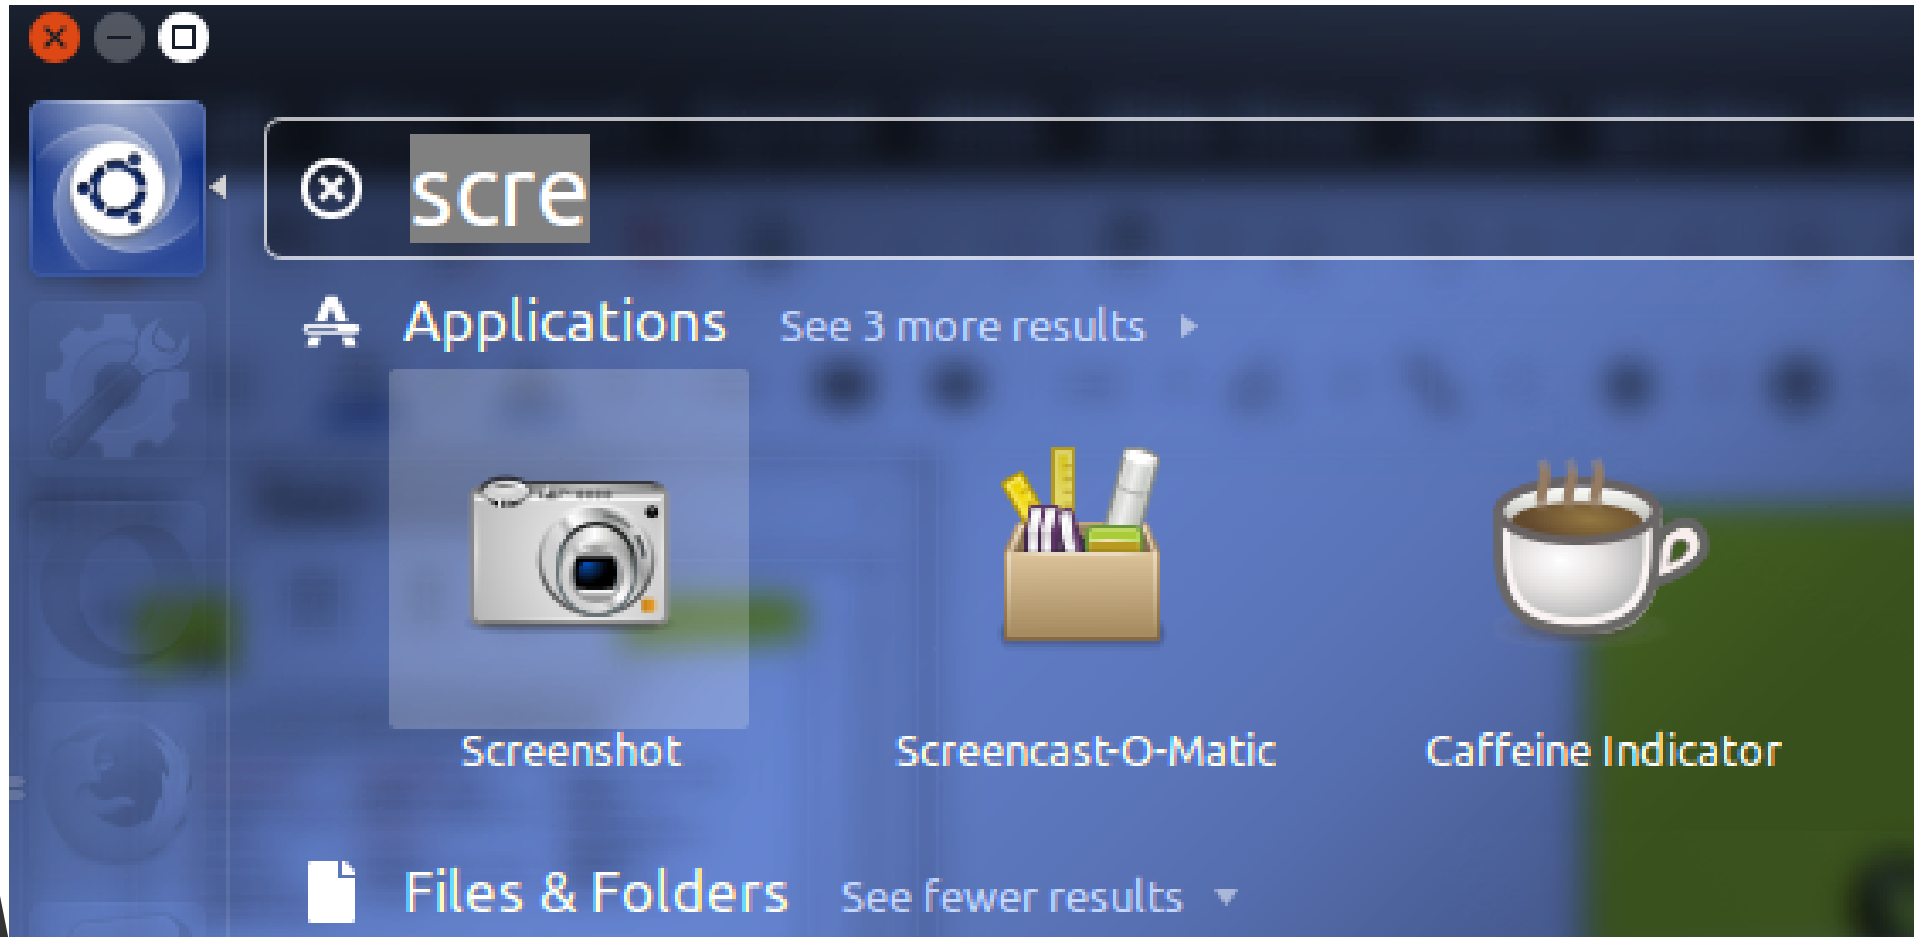 scre
Applications See 3 more results
Screenshot Screencast-O-Matic Caffeine Indicator
Files & Folders See fewer results